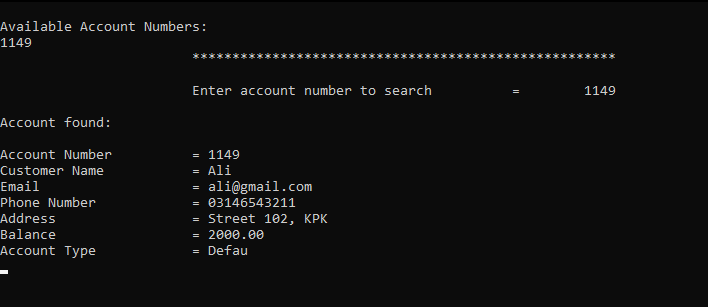 Available Account Numbers:
1149
*****************************************************
Enter account number to search = 1149
Account found:
Account Number = 1149
Customer Name = Ali
Email = ali@gmail.com
Phone Number = 03146543211
Address = Street 102, KPK
Balance = 2000.00
Account Type = Defau